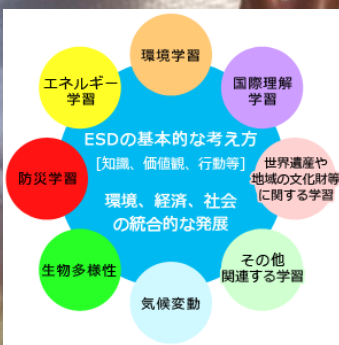 環境学習
国際理解
学習
世界遺産や
地域の文化財等
に関する学習
その他
関連する学習
気候変動
生物多様性
防災学習
エネルギー
学習
ESDの基本的な考え方
[知識、価値観、行動等]
環境、経済、社会
の統合的な発展